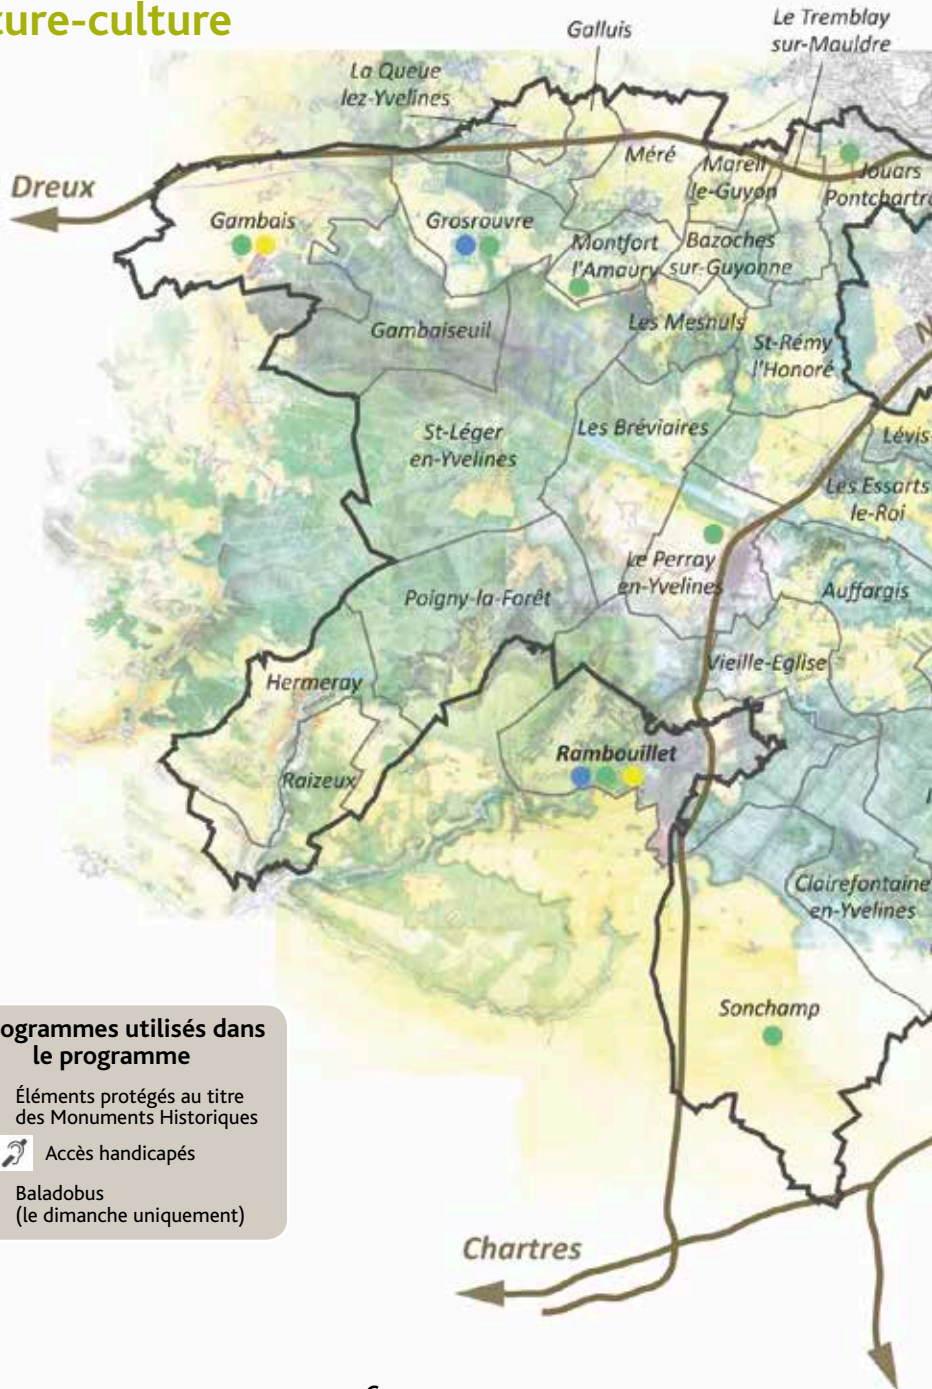 ture-culture
Galluis
Le Tremblay
sur-Mauldre
La Queue
lez-Yvelines
Dreux
Méré
Mareil
le-Guyon
Jouars
Pontchartr
Gambais
Grosrouvre
Montfort
l'Amaury
Bazoches
sur-Guyonne
Gambaiseuil
Les Mesnuls
St-Rémy
l'Honoré
N
St-Léger
en-Yvelines
Les Bréviaires
Lévis
Les Essarts
le-Roi
Le Perray
en-Yvelines
Poigny-la-Forêt
Auffargis
Vieille-Eglise
Hermeray
Rambouillet
Raizeux
Clairefontaine
en-Yvelines
Sonchamp
ogrammes utilisés dans
le programme
Éléments protégés au titre
des Monuments Historiques
Accès handicapés
Baladobus
(le dimanche uniquement)
Chartres